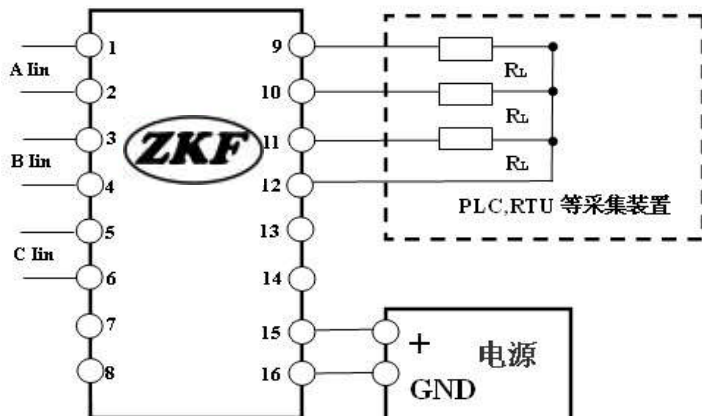 1
A Iin
2
3
B Iin
4
5
C Iin
6
7
8
ZKF
9
10
11
12
13
14
15
16
RL
RL
RL
PLC,RTU 等采集装置
+
电源
GND